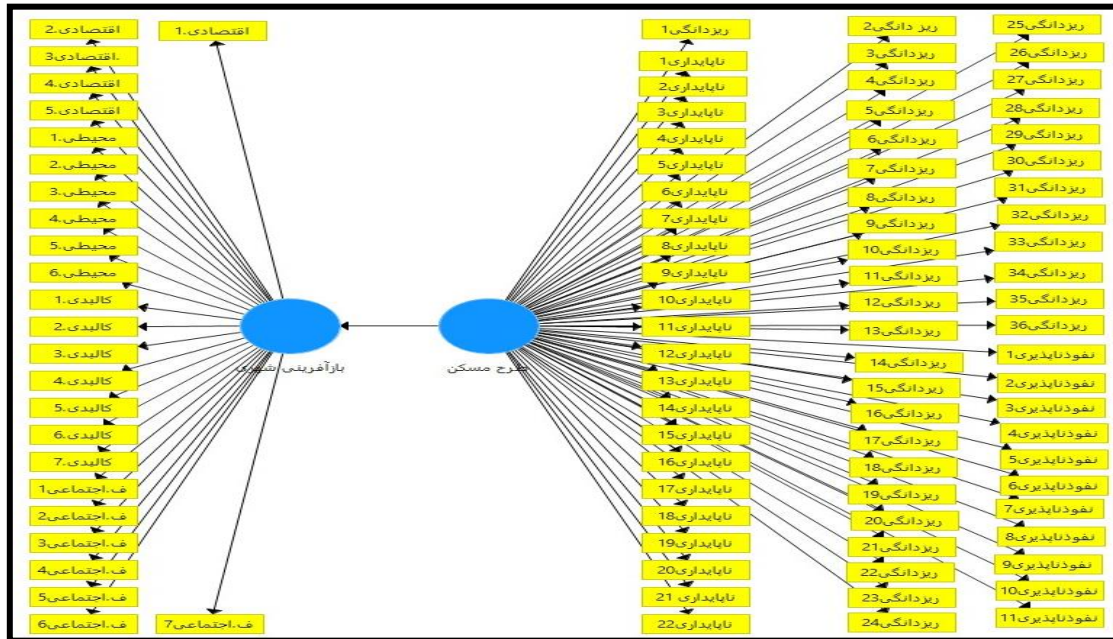 اقتصادی.2
اقتصادی.3
اقتصادی.4
اقتصادی.5
محیطی.1
محیطی.2
محیطی.3
محیطی.4
محیطی.5
محیطی.6
کالبدی.1
کالبدی.2
کالبدی.3
کالبدی.4
کالبدی.5
کالبدی.6
کالبدی.7
ف.اجتماعی1
ف.اجتماعی2
ف.اجتماعی3
ف.اجتماعی4
ف.اجتماعی5
ف.اجتماعی6
اقتصادی.1
ف.اجتماعی7
بازآفرینی شهری
طرح مسکن
ریزدانگی1
ناپایداری1
ناپایداری2
ناپایداری3
ناپایداری4
ناپایداری5
ناپایداری6
ناپایداری7
ناپایداری8
ناپایداری9
ناپایداری10
ناپایداری11
ناپایداری12
ناپایداری13
ناپایداری14
ناپایداری15
ناپایداری16
ناپایداری17
ناپایداری18
ناپایداری19
ناپایداری20
ناپایداری 21
ناپایداری22
ریز دانگی2
ریزدانگی3
ریزدانگی4
ریزدانگی5
ریزدانگی6
ریزدانگی7
ریزدانگی8
ریزدانگی9
ریزدانگی10
ریزدانگی11
ریزدانگی12
ریزدانگی13
ریزدانگی14
ریزدانگی15
ریزدانگی16
ریزدانگی17
ریزدانگی18
ریزدانگی19
ریزدانگی20
ریزدانگی21
ریزدانگی22
ریزدانگی23
ریزدانگی24
ریزدانگی25
ریزدانگی26
ریزدانگی27
ریزدانگی28
ریزدانگی29
ریزدانگی30
ریزدانگی31
ریزدانگی32
ریزدانگی33
ریزدانگی34
ریزدانگی35
ریزدانگی36
نفوذناپذیری1
نفوذناپذیری2
نفوذناپذیری3
نفوذناپذیری4
نفوذناپذیری5
نفوذناپذیری6
نفوذناپذیری7
نفوذناپذیری8
نفوذناپذیری9
نفوذناپذیری10
نفوذناپذیری11